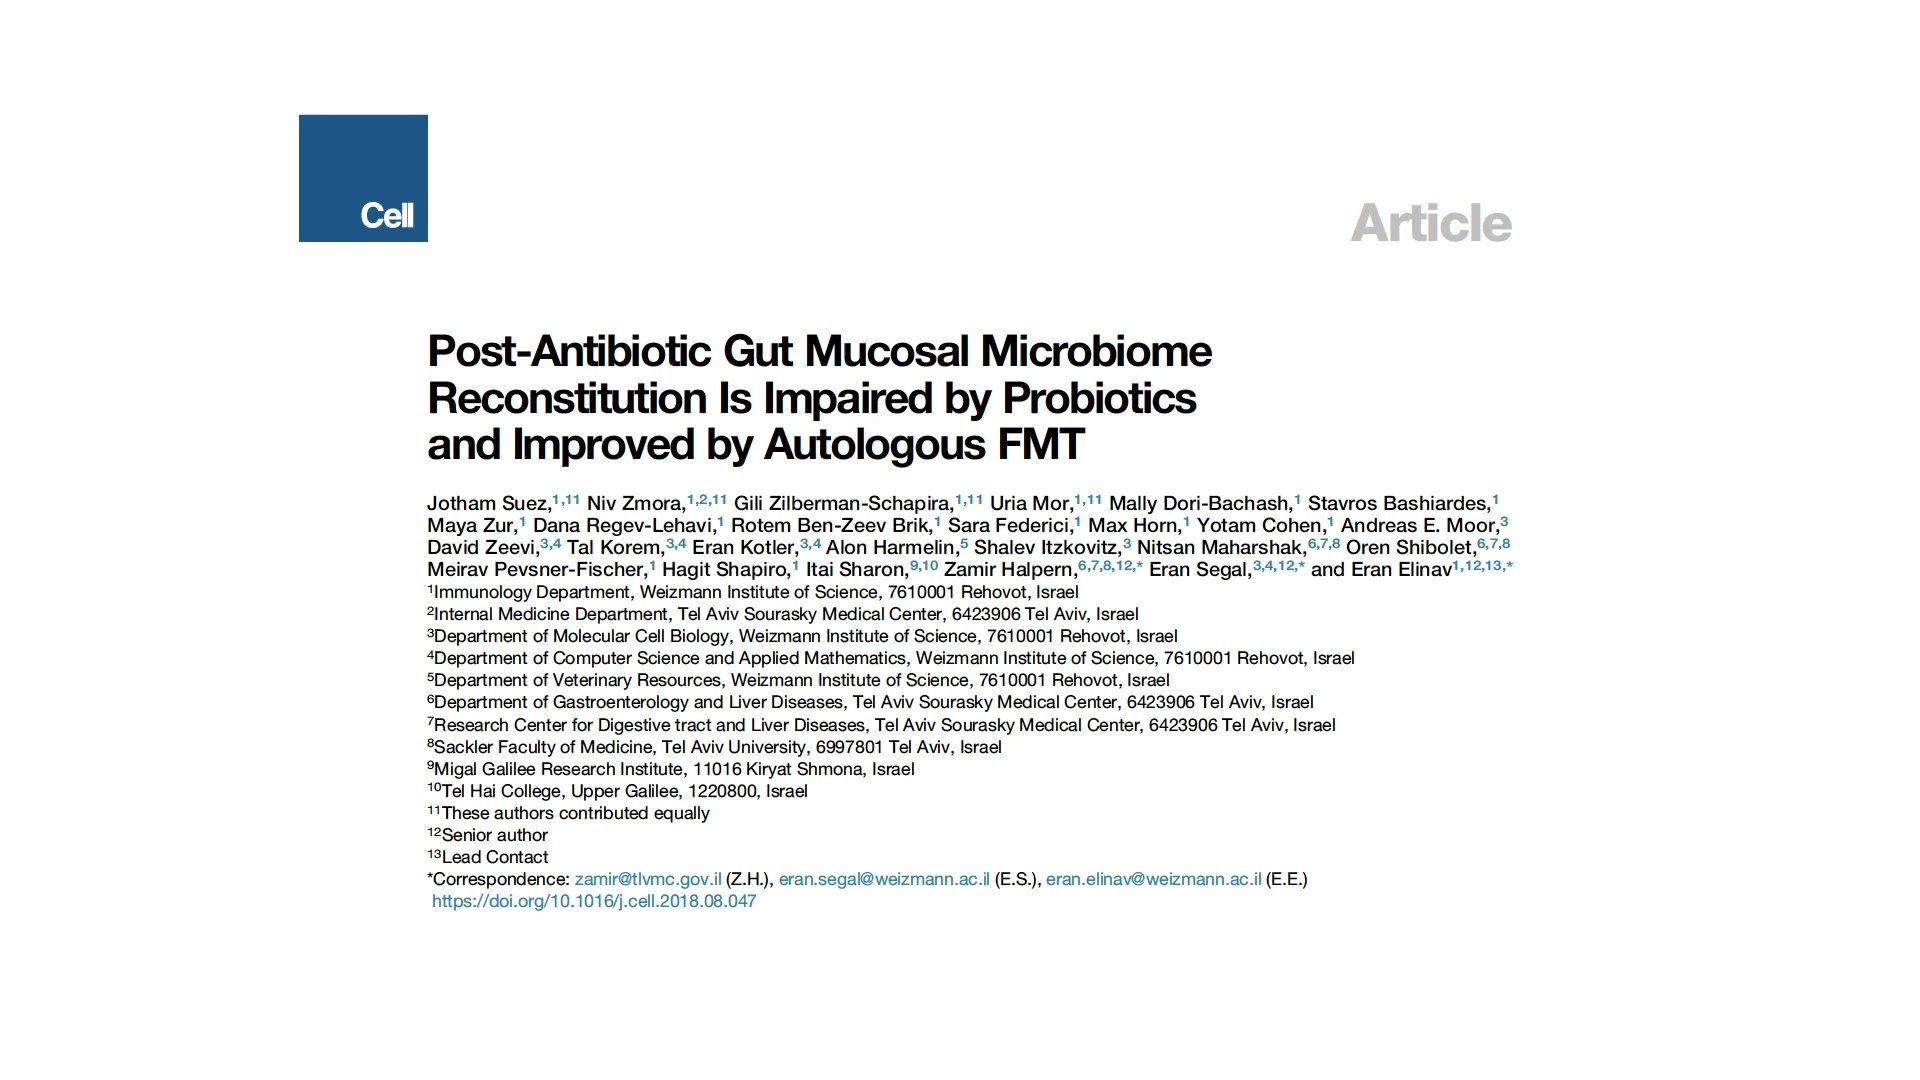 Cell
Article
Post-Antibiotic Gut Mucosal Microbiome
Reconstitution Is Impaired by Probiotics
and Improved by Autologous FMT
Jotham Suez,1,11 Niv Zmora,1,2,11 Gili Zilberman-Schapira,1,11 Uria Mor,1,11 Mally Dori-Bachash,1 Stavros Bashiardes,1
Maya Zur,1 Dana Regev-Lehavi,1 Rotem Ben-Zeev Brik,1 Sara Federici,1 Max Horn,1 Yotam Cohen,1 Andreas E. Moor,3
David Zeevi,3,4 Tal Korem,3,4 Eran Kotler,3,4 Alon Harmelin,5 Shalev Itzkovitz,3 Nitsan Maharshak,6,7,8 Oren Shibolet,6,7,8
Meirav Pevsner-Fischer,1 Hagit Shapiro,1 Itai Sharon,9,10 Zamir Halpern,6,7,8,12,* Eran Segal,3,4,12,* and Eran Elinav1,12,13,*
1Immunology Department, Weizmann Institute of Science, 7610001 Rehovot, Israel
2Internal Medicine Department, Tel Aviv Sourasky Medical Center, 6423906 Tel Aviv, Israel
3Department of Molecular Cell Biology, Weizmann Institute of Science, 7610001 Rehovot, Israel
4Department of Computer Science and Applied Mathematics, Weizmann Institute of Science, 7610001 Rehovot, Israel
5Department of Veterinary Resources, Weizmann Institute of Science, 7610001 Rehovot, Israel
6Department of Gastroenterology and Liver Diseases, Tel Aviv Sourasky Medical Center, 6423906 Tel Aviv, Israel
7Research Center for Digestive tract and Liver Diseases, Tel Aviv Sourasky Medical Center, 6423906 Tel Aviv, Israel
8Sackler Faculty of Medicine, Tel Aviv University, 6997801 Tel Aviv, Israel
9Migal Galilee Research Institute, 11016 Kiryat Shmona, Israel
10Tel Hai College, Upper Galilee, 1220800, Israel
11These authors contributed equally
12Senior author
13Lead Contact
*Correspondence: zamir@tlvmc.gov.il (Z.H.), eran.segal@weizmann.ac.il (E.S.), eran.elinav@weizmann.ac.il (E.E.)
https://doi.org/10.1016/j.cell.2018.08.047